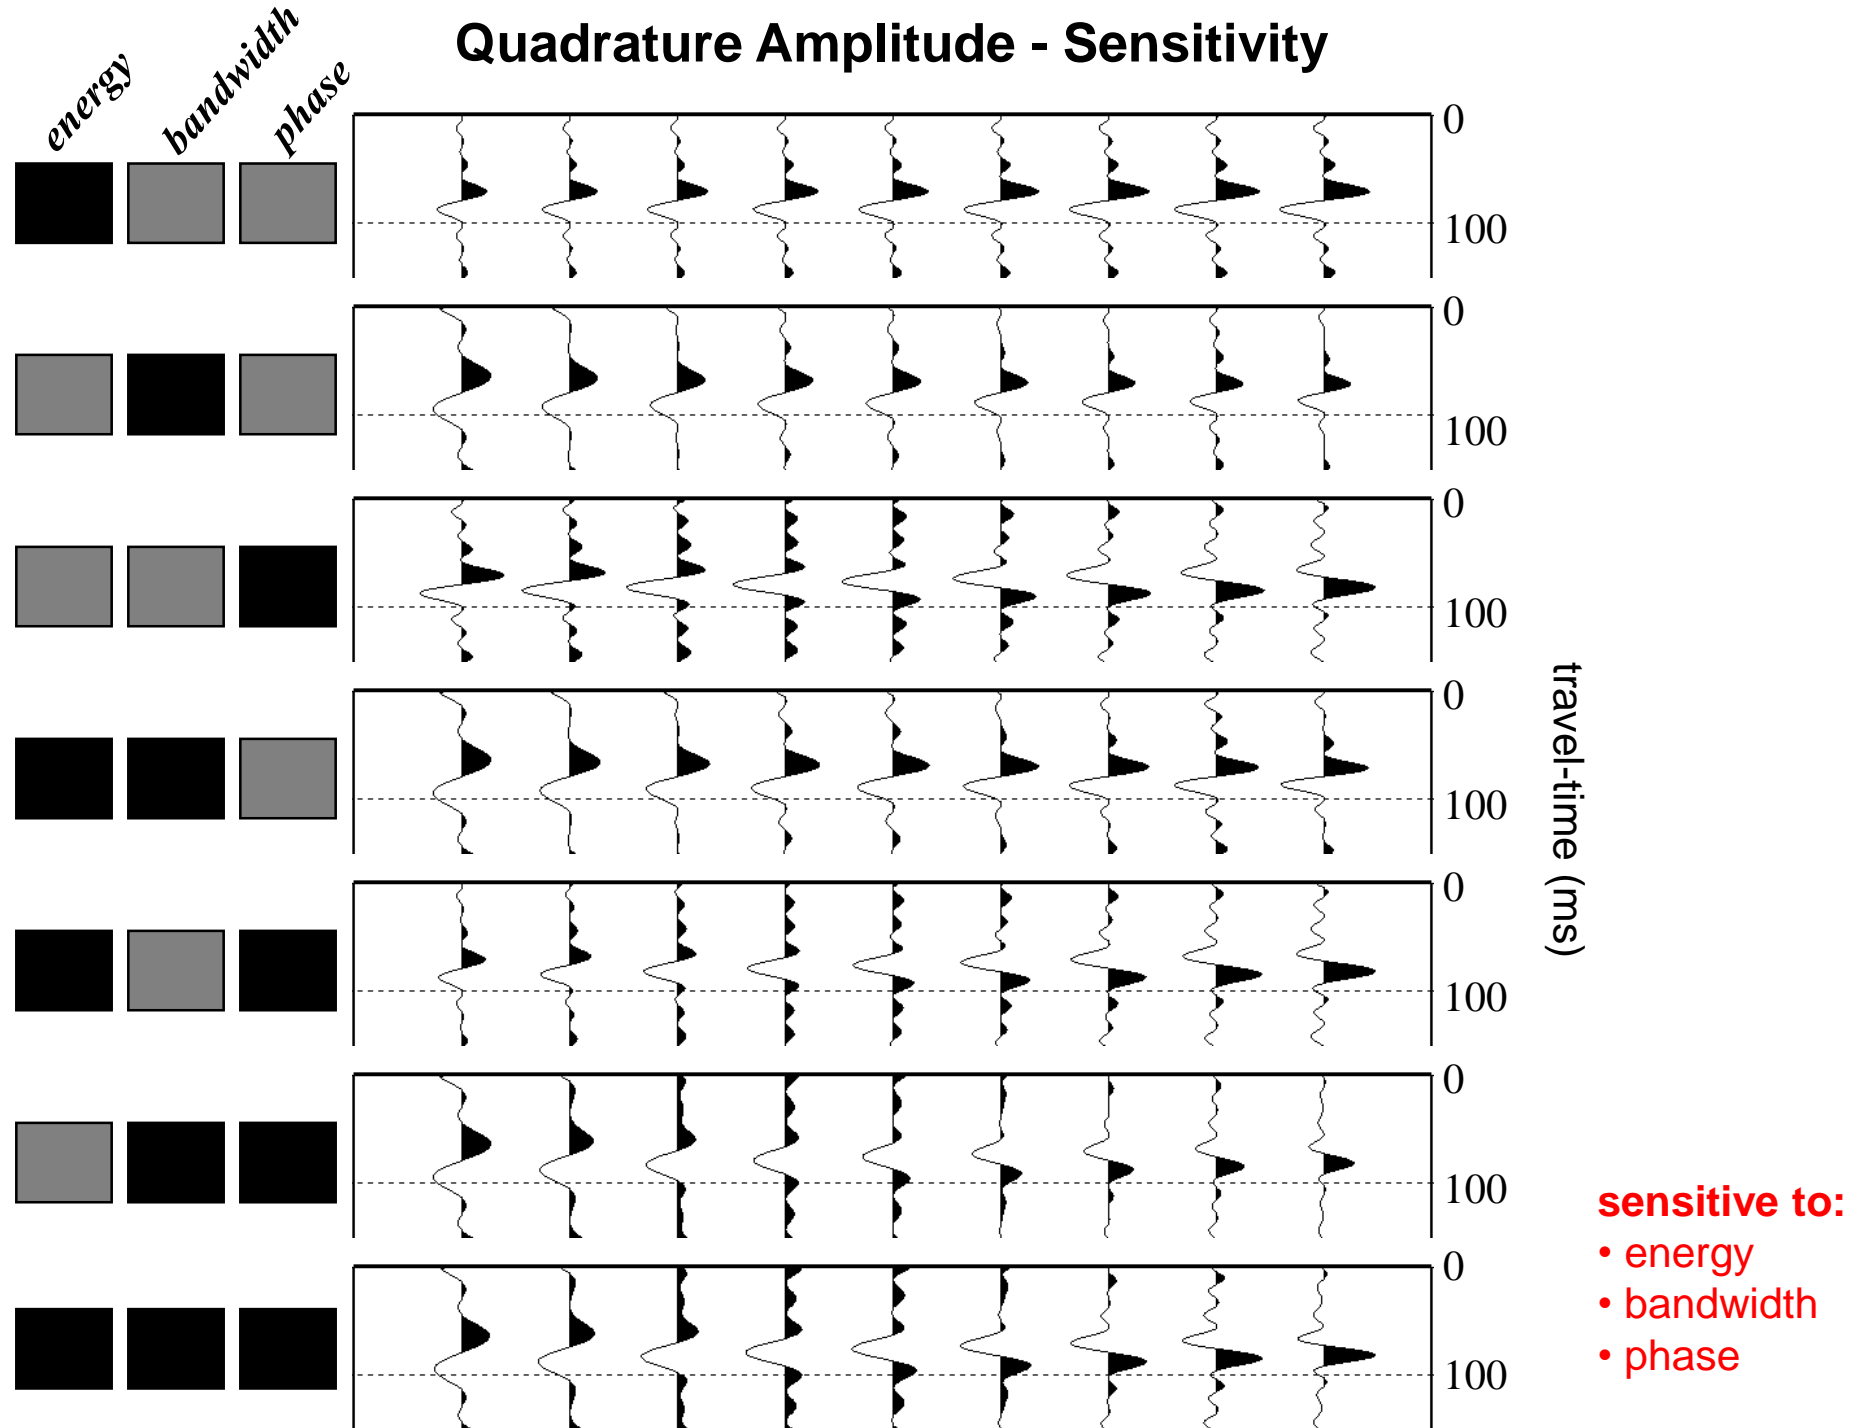 Quadrature Amplitude - Sensitivity
energy
bandwidth
phase
0
100
0
100
0
100
0
100
0
100
0
100
0
100
travel-time (ms)
sensitive to:
• energy
• bandwidth
• phase